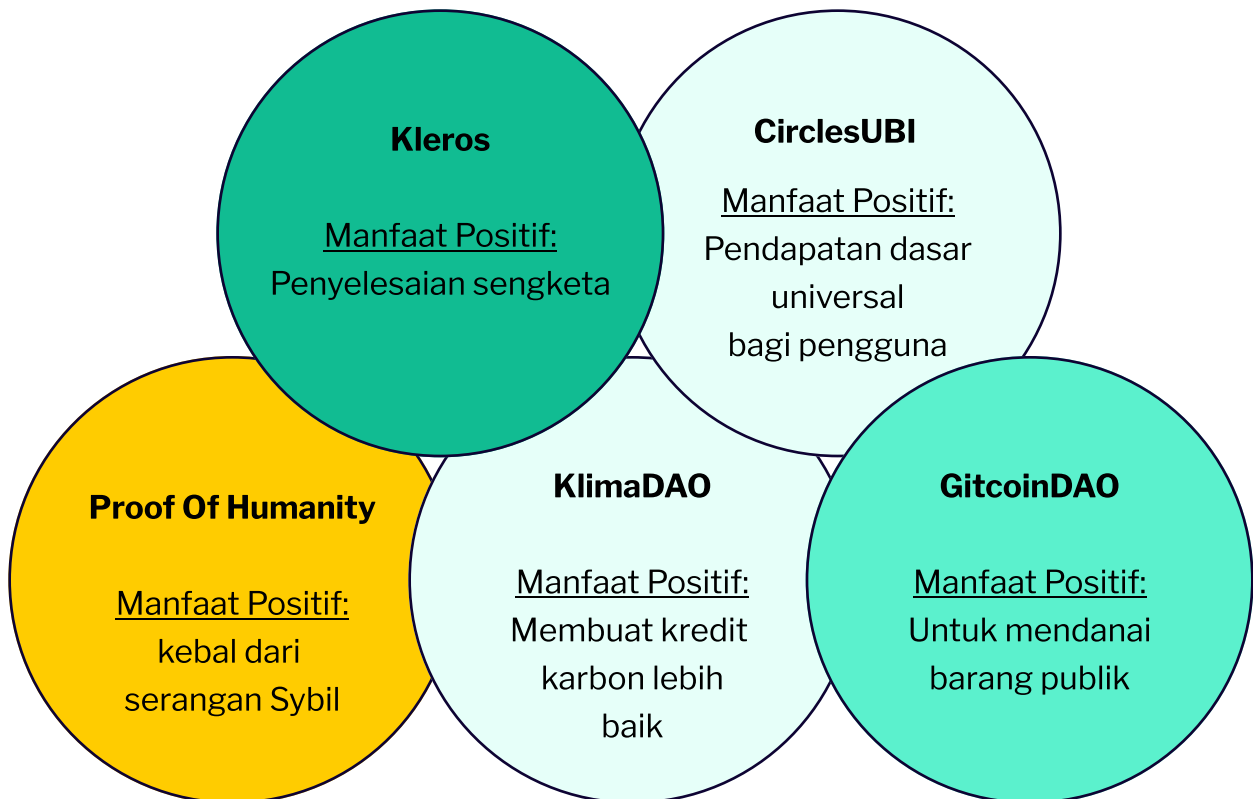 Kleros
Manfaat Positif:
Penyelesaian sengketa
CirclesUBI
Manfaat Positif:
Pendapatan dasar
universal
bagi pengguna
Proof Of Humanity
Manfaat Positif:
kebal dari
serangan Sybil
KlimaDAO
Manfaat Positif:
Membuat kredit
karbon lebih
baik
GitcoinDAO
Manfaat Positif:
Untuk mendanai
barang publik